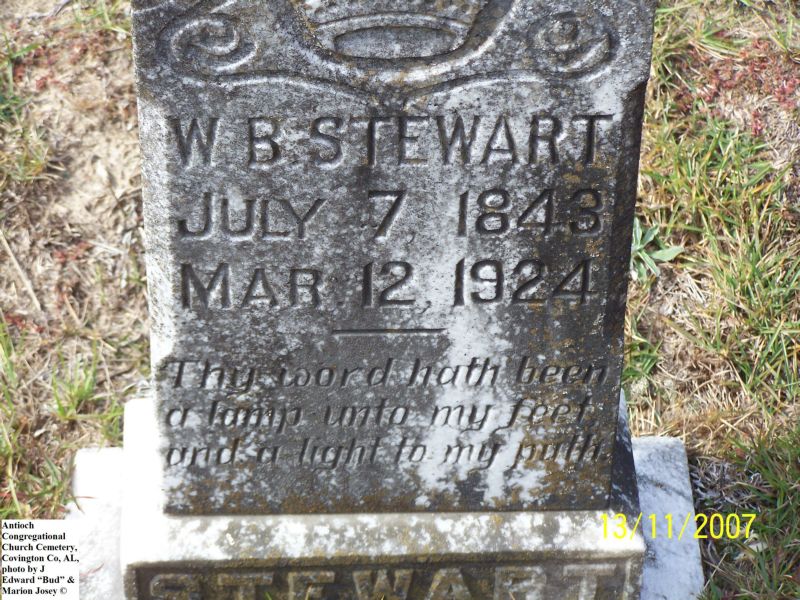 W. B. STEWART
JULY 7, 1843
MAR. 12, 1924
Thy word hath been
a lamp unto my feet,
and a light to my path.
STEWART
13/11/2007
Antioch
Congregational
Church Cemetery,
Covington Co, AL,
photo by J
Edward “Bud” &
Marion Josey ©